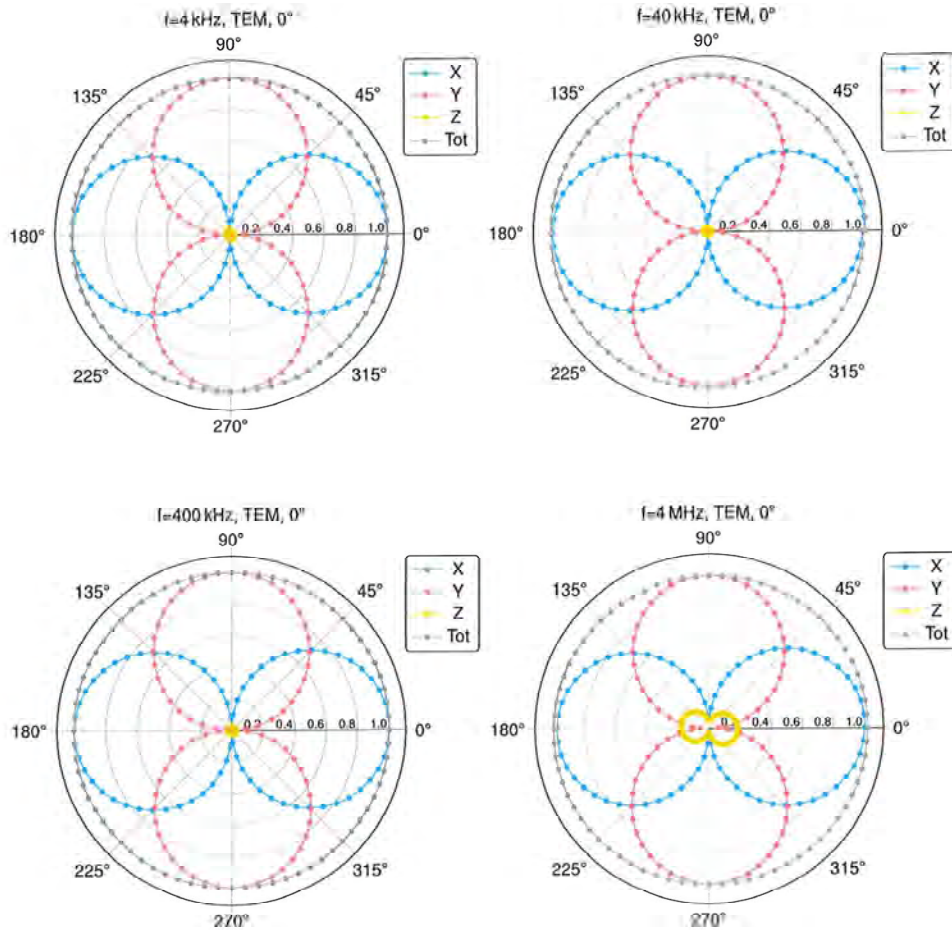 f=4 kHz, TEM, 0°
90°
135°
45°
X
Y
Z
Tot
180°
0.2 0.4 0.6 0.8 1.0
0°
225°
315°
270°
f=40 kHz, TEM, 0°
90°
135°
45°
X
Y
Z
Tot
180°
0.2 0.4 0.6 0.8 1.0
0°
225°
315°
270°
f=400 kHz, TEM, 0°
90°
135°
45°
X
Y
Z
Tot
180°
0.2 0.4 0.6 0.8 1.0
0°
225°
315°
270°
f=4 MHz, TEM, 0°
90°
135°
45°
X
Y
Z
Tot
180°
0.2 0.4 0.6 0.8 1.0
0°
225°
315°
270°